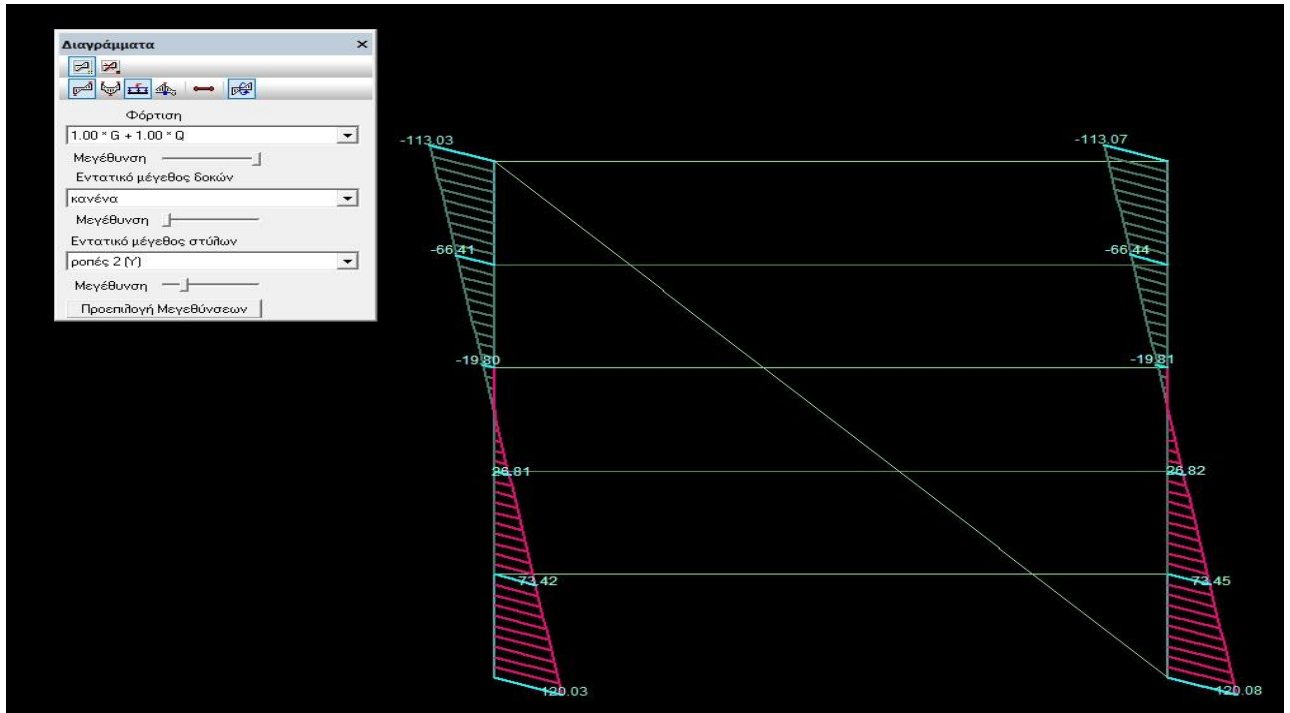 Διαγράμματα
Φόρτιση
1.00 * G + 1.00 * Q
Μεγέθυνση
Εντατικό μέγεθος δοκών
κανένα
Μεγέθυνση
Εντατικό μέγεθος στύλων
ροπές 2 (Y)
Μεγέθυνση
Προεπιλογή Μεγεθύνσεων
-113.03 -113.07
-66.41 -66.44
-19.80 -19.81
26.81 26.82
73.42 73.45
120.03 120.08